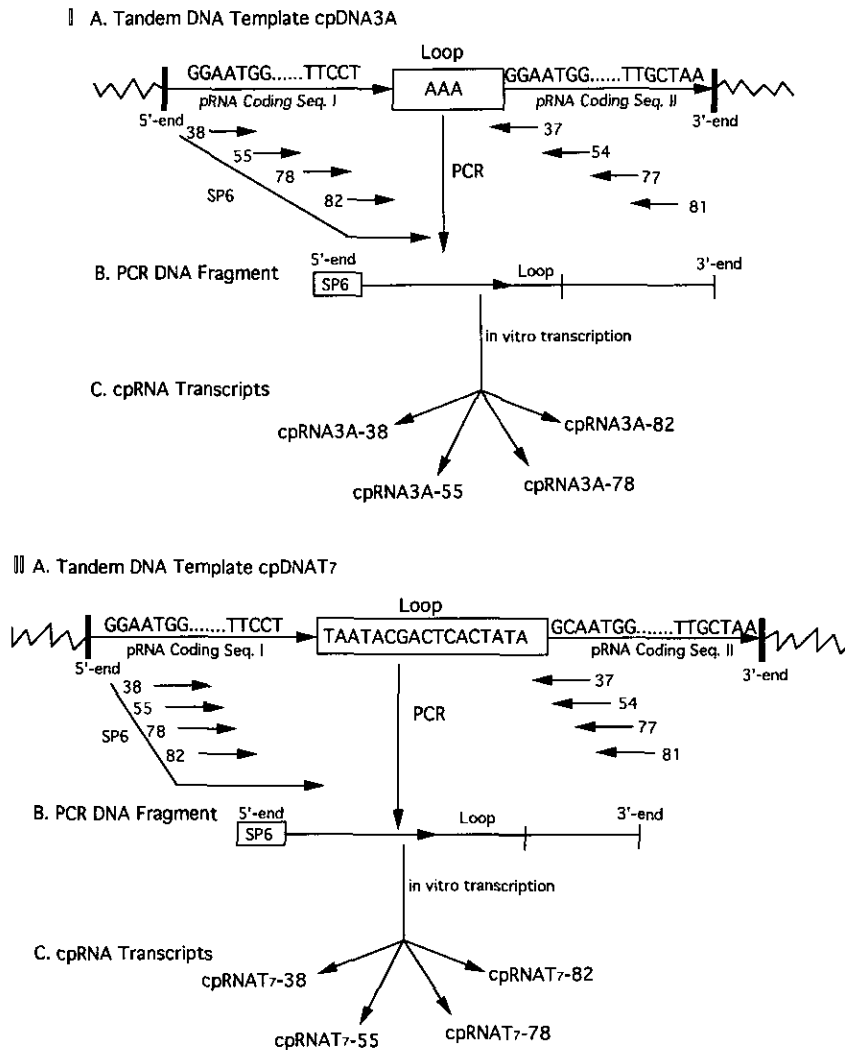 I A. Tandem DNA Template cpDNA3A
Loop
GGAATGG......TTCCT
AAA
GGAATGG......TTGCTAA
pRNA Coding Seq. I
pRNA Coding Seq. II
5'-end
3'-end
38
37
55
54
78
77
82
81
SP6
PCR
B. PCR DNA Fragment
5'-end
3'-end
SP6
Loop
in vitro transcription
C. cpRNA Transcripts
cpRNA3A-38
cpRNA3A-82
cpRNA3A-55
cpRNA3A-78
II A. Tandem DNA Template cpDNAT7
Loop
GGAATGG.......TTCCT
TAATACGACTCACTATA
GCAATGG.......TTGCTAA
pRNA Coding Seq. I
pRNA Coding Seq. II
5'-end
3'-end
38
37
55
54
78
77
82
81
SP6
PCR
B. PCR DNA Fragment
5'-end
3'-end
SP6
Loop
in vitro transcription
C. cpRNA Transcripts
cpRNAT7-38
cpRNAT7-82
cpRNAT7-55
cpRNAT7-78